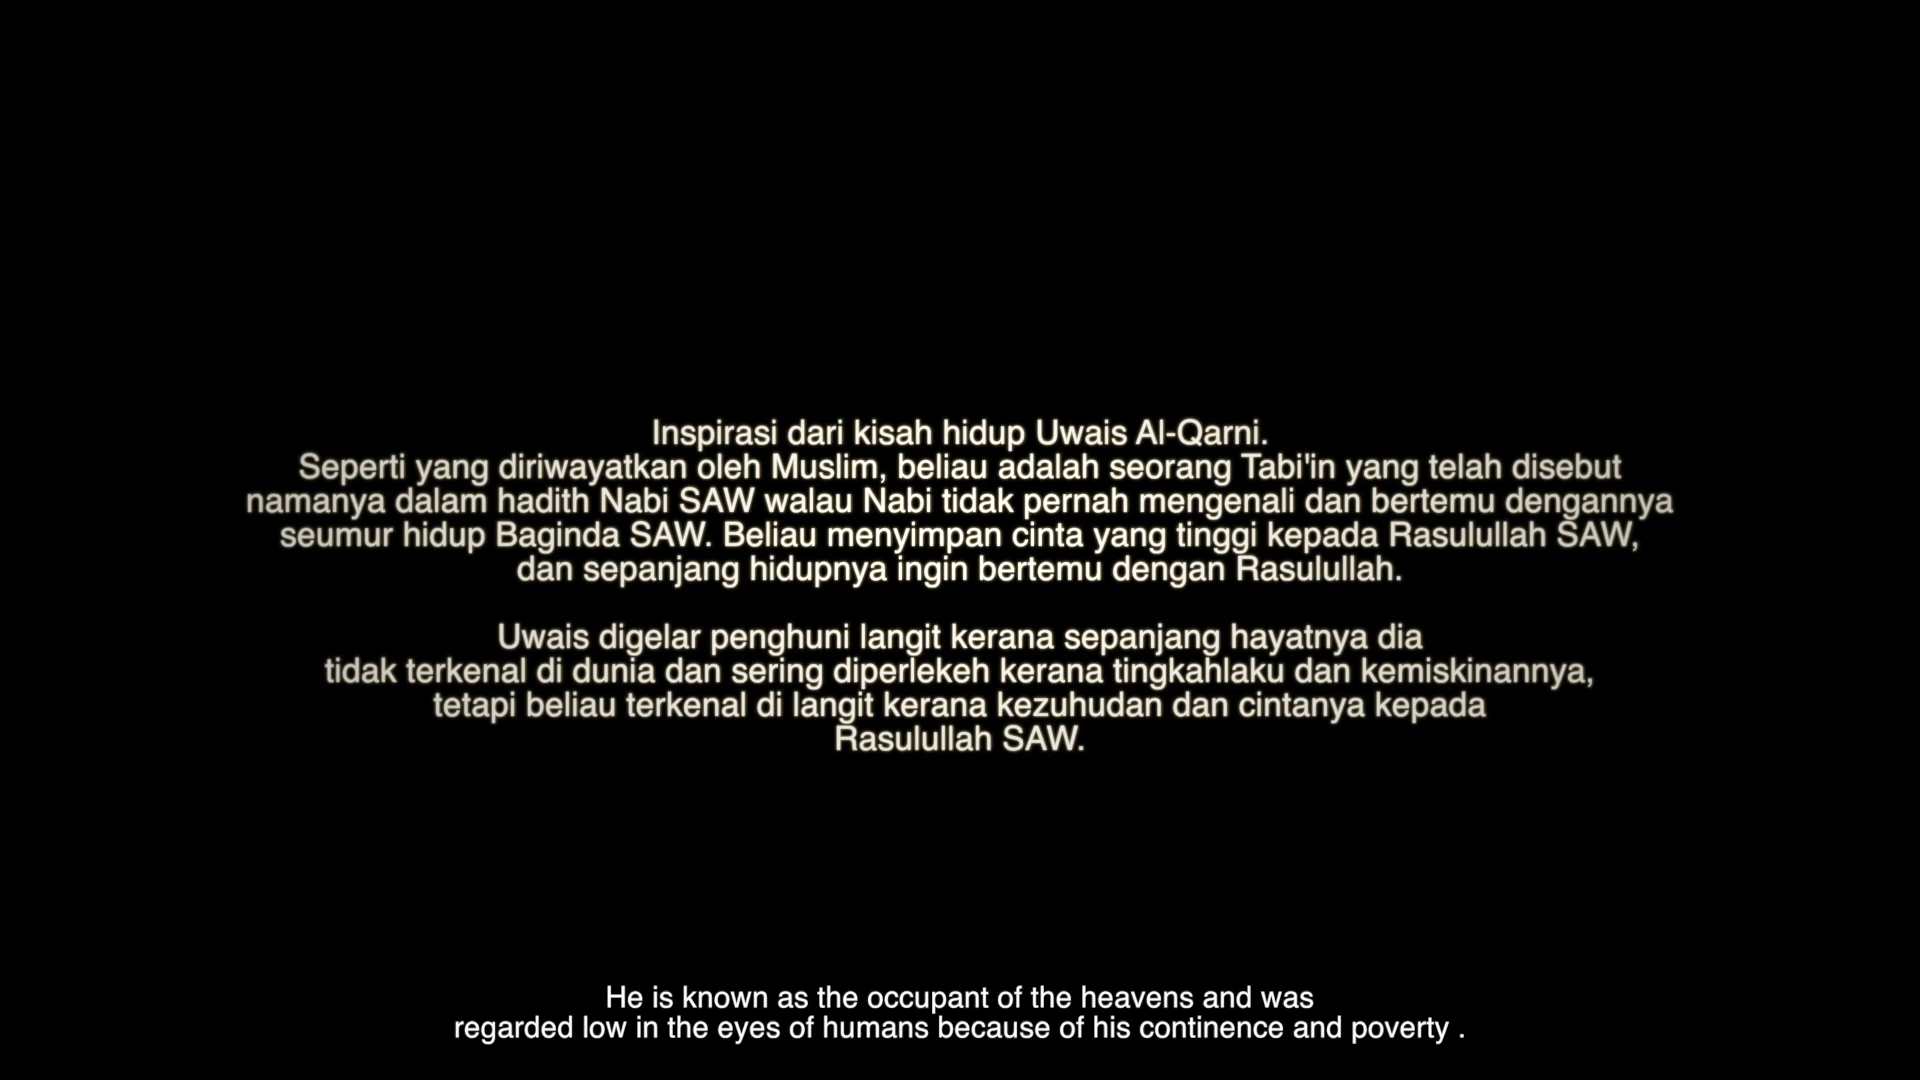 Inspirasi dari kisah hidup Uwais Al-Qarni.
Seperti yang diriwayatkan oleh Muslim, beliau adalah seorang Tabi'in yang telah disebut
namanya dalam hadith Nabi SAW walau Nabi tidak pernah mengenali dan bertemu dengannya
seumur hidup Baginda SAW. Beliau menyimpan cinta yang tinggi kepada Rasulullah SAW,
dan sepanjang hidupnya ingin bertemu dengan Rasulullah.
Uwais digelar penghuni langit kerana sepanjang hayatnya dia
tidak terkenal di dunia dan sering diperlekeh kerana tingkahlaku dan kemiskinannya,
tetapi beliau terkenal di langit kerana kezuhudan dan cintanya kepada
Rasulullah SAW.
He is known as the occupant of the heavens and was
regarded low in the eyes of humans because of his continence and poverty .